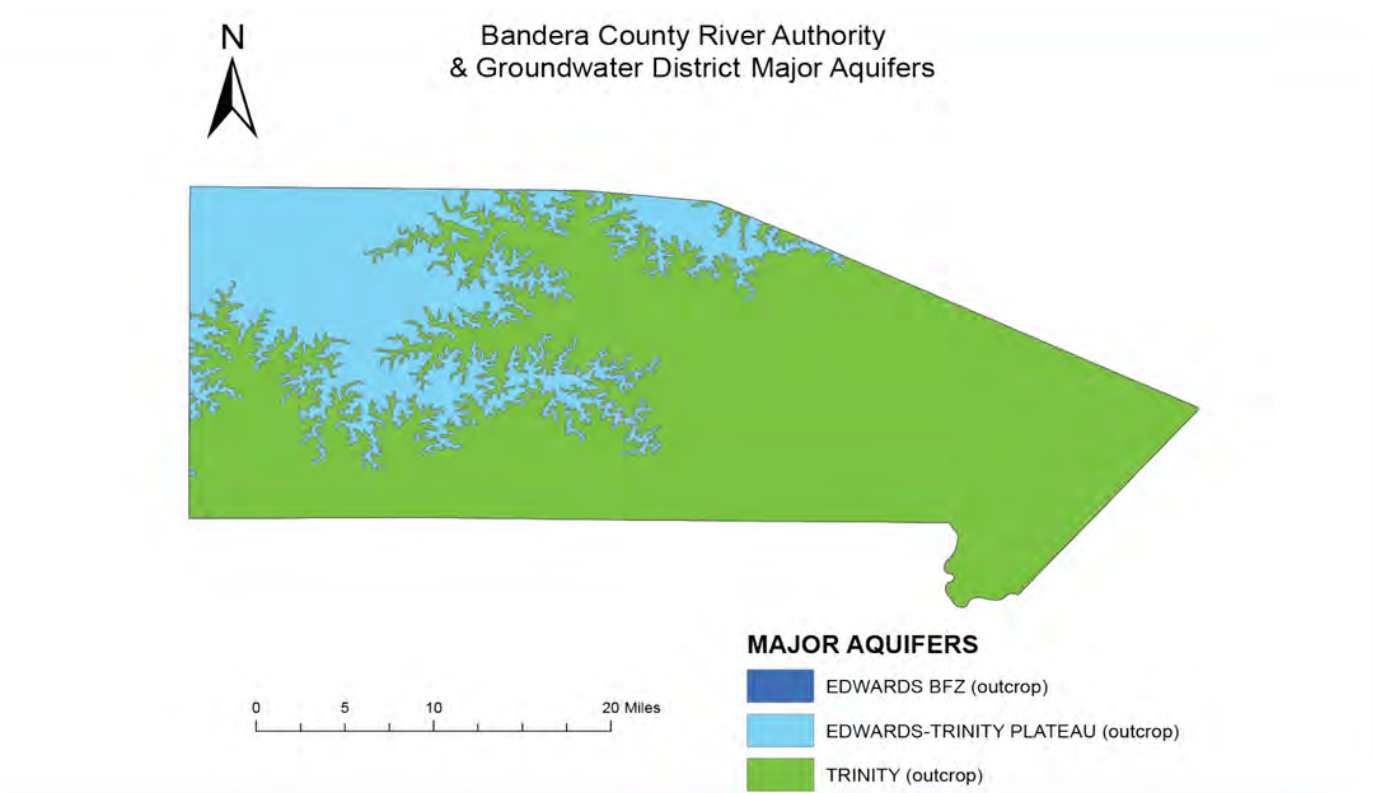 N
Bandera County River Authority
& Groundwater District Major Aquifers
MAJOR AQUIFERS
EDWARDS BFZ (outcrop)
EDWARDS-TRINITY PLATEAU (outcrop)
TRINITY (outcrop)
0 5 10 20 Miles